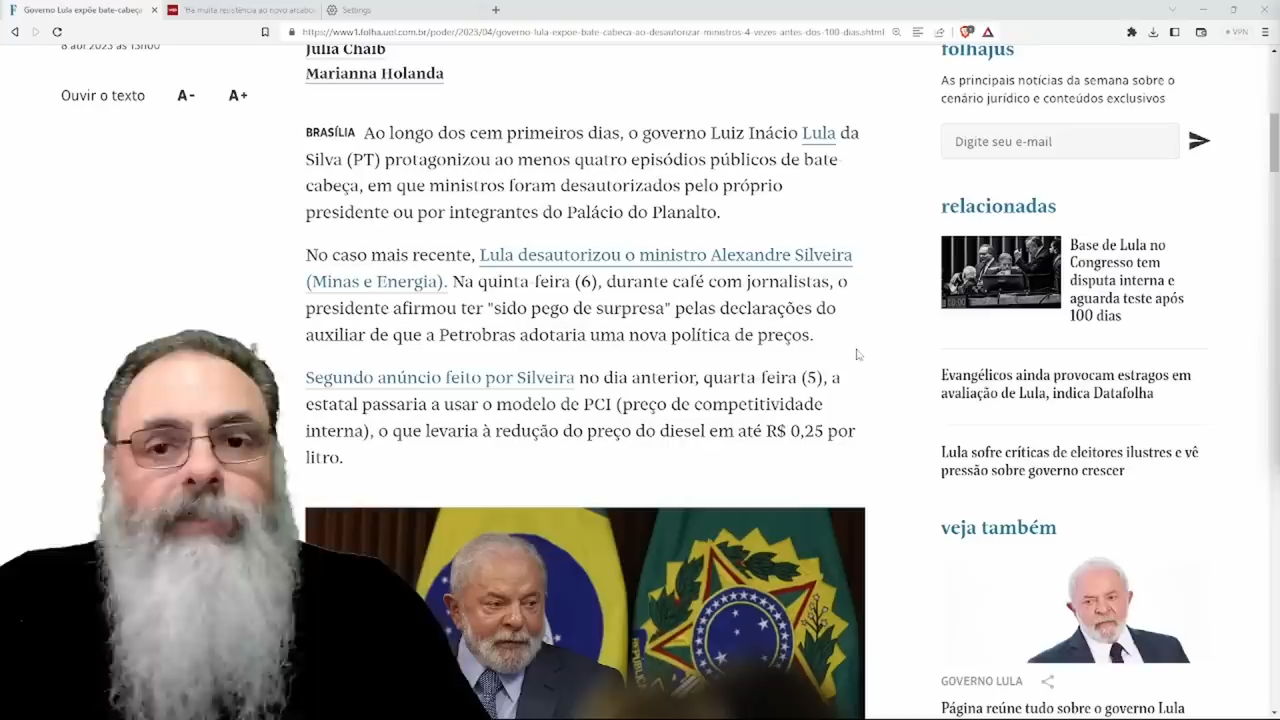 Governo Lula expõe bate-cabeça
"Há muita resistência ao novo arcabou
Settings
https://www1.folha.uol.com.br/poder/2023/04/governo-lula-expoe-bate-cabeca-ao-desautorizar-ministros-4-vezes-antes-dos-100-dias.shtml
VPN
8 abr 2023 às 13h00
Ouvir o texto A- A+
Julia Chaib
Marianna Holanda
BRASÍLIA Ao longo dos cem primeiros dias, o governo Luiz Inácio Lula da
Silva (PT) protagonizou ao menos quatro episódios públicos de bate-
cabeça, em que ministros foram desautorizados pelo próprio
presidente ou por integrantes do Palácio do Planalto.
No caso mais recente, Lula desautorizou o ministro Alexandre Silveira
(Minas e Energia). Na quinta-feira (6), durante café com jornalistas, o
presidente afirmou ter "sido pego de surpresa" pelas declarações do
auxiliar de que a Petrobras adotaria uma nova política de preços.
Segundo anúncio feito por Silveira no dia anterior, quarta-feira (5), a
estatal passaria a usar o modelo de PCI (preço de competitividade
interna), o que levaria à redução do preço do diesel em até R$ 0,25 por
litro.
folhajus
As principais notícias da semana sobre o
cenário jurídico e conteúdos exclusivos
Digite seu e-mail
relacionadas
Base de Lula no
Congresso tem
disputa interna e
aguarda teste após
100 dias
Evangélicos ainda provocam estragos em
avaliação de Lula, indica Datafolha
Lula sofre críticas de eleitores ilustres e vê
pressão sobre governo crescer
veja também
GOVERNO LULA
Página reúne tudo sobre o governo Lula